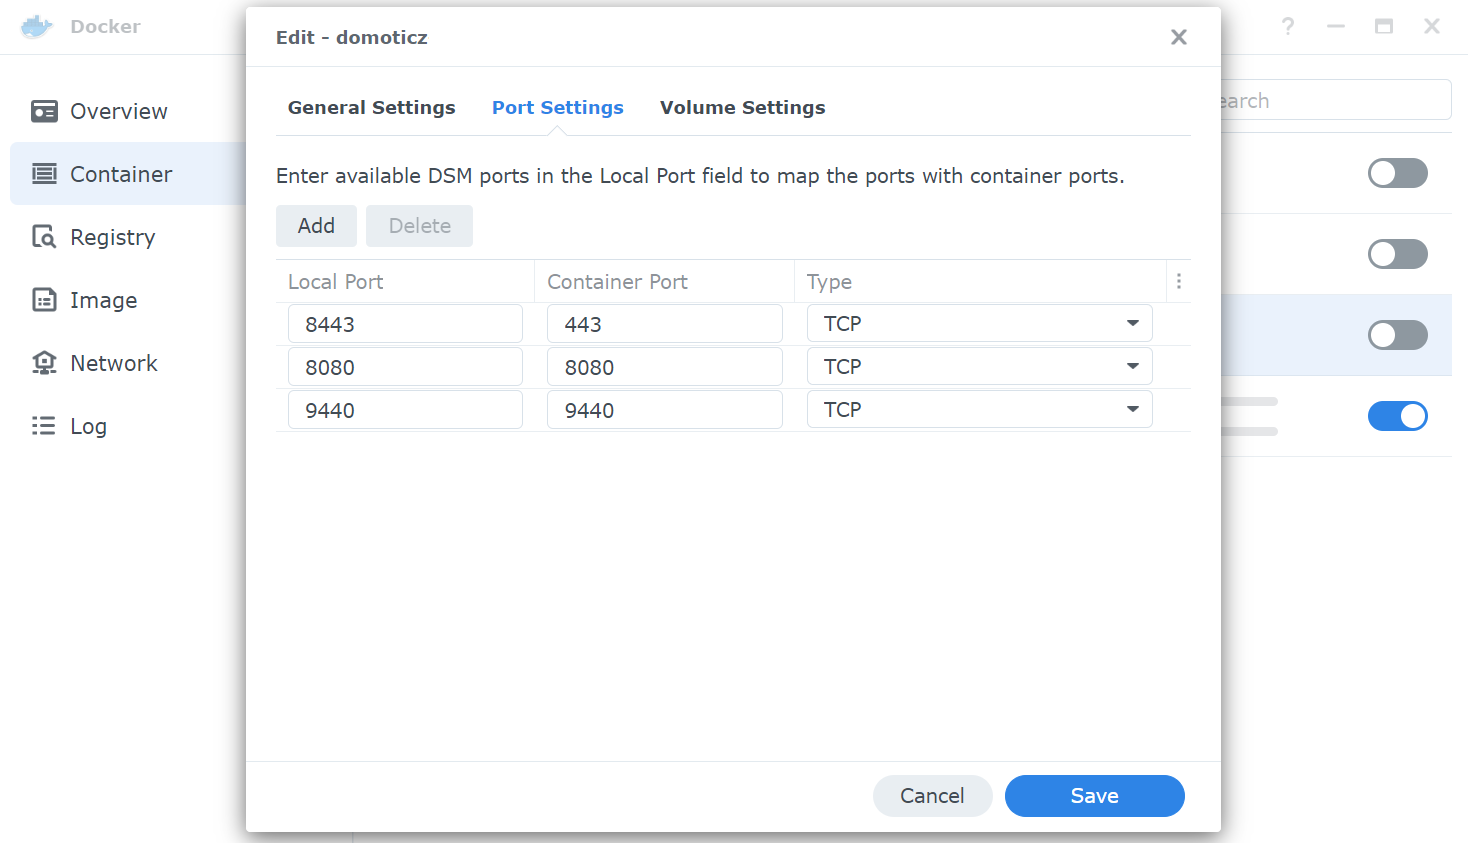 Docker
Edit - domoticz
?
Overview
Container
Registry
Image
Network
Log
General Settings Port Settings Volume Settings
earch
Enter available DSM ports in the Local Port field to map the ports with container ports.
Add Delete
Local Port Container Port Type
8443 443 TCP
8080 8080 TCP
9440 9440 TCP
Cancel Save